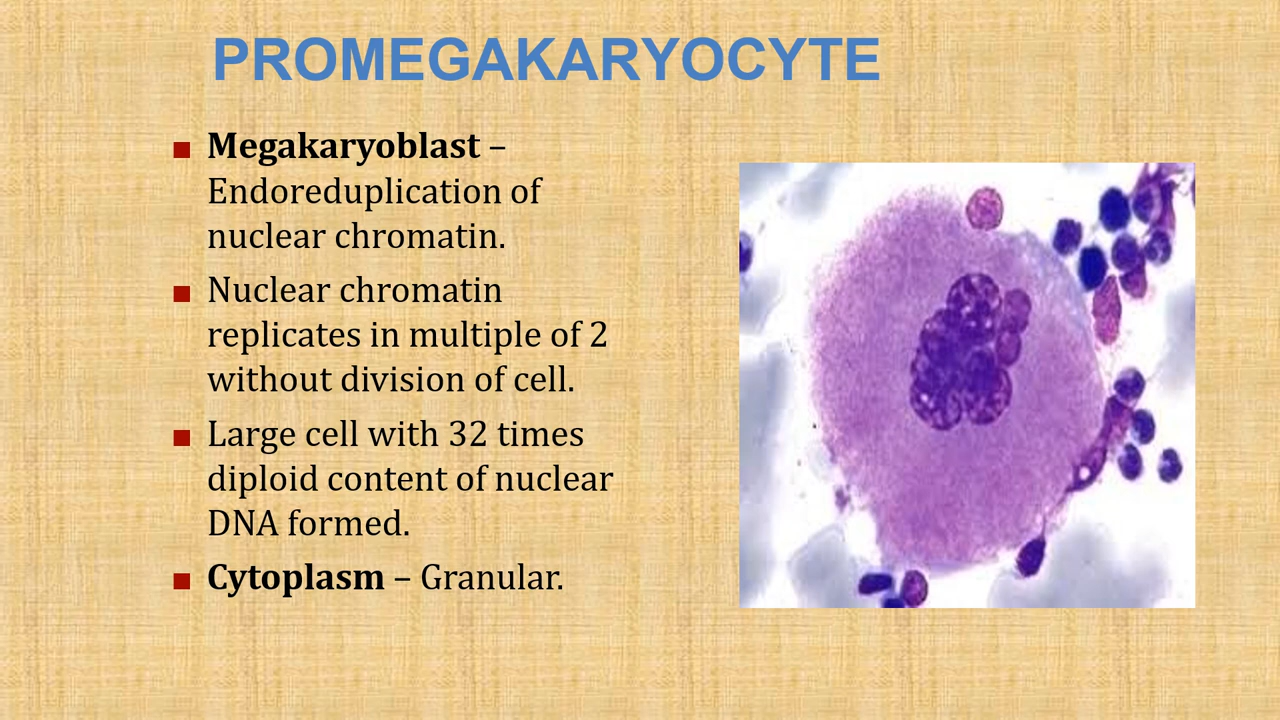 PROMEGAKARYOCYTE
■ Megakaryoblast –
Endoreduplication of
nuclear chromatin.
■ Nuclear chromatin
replicates in multiple of 2
without division of cell.
■ Large cell with 32 times
diploid content of nuclear
DNA formed.
■ Cytoplasm – Granular.